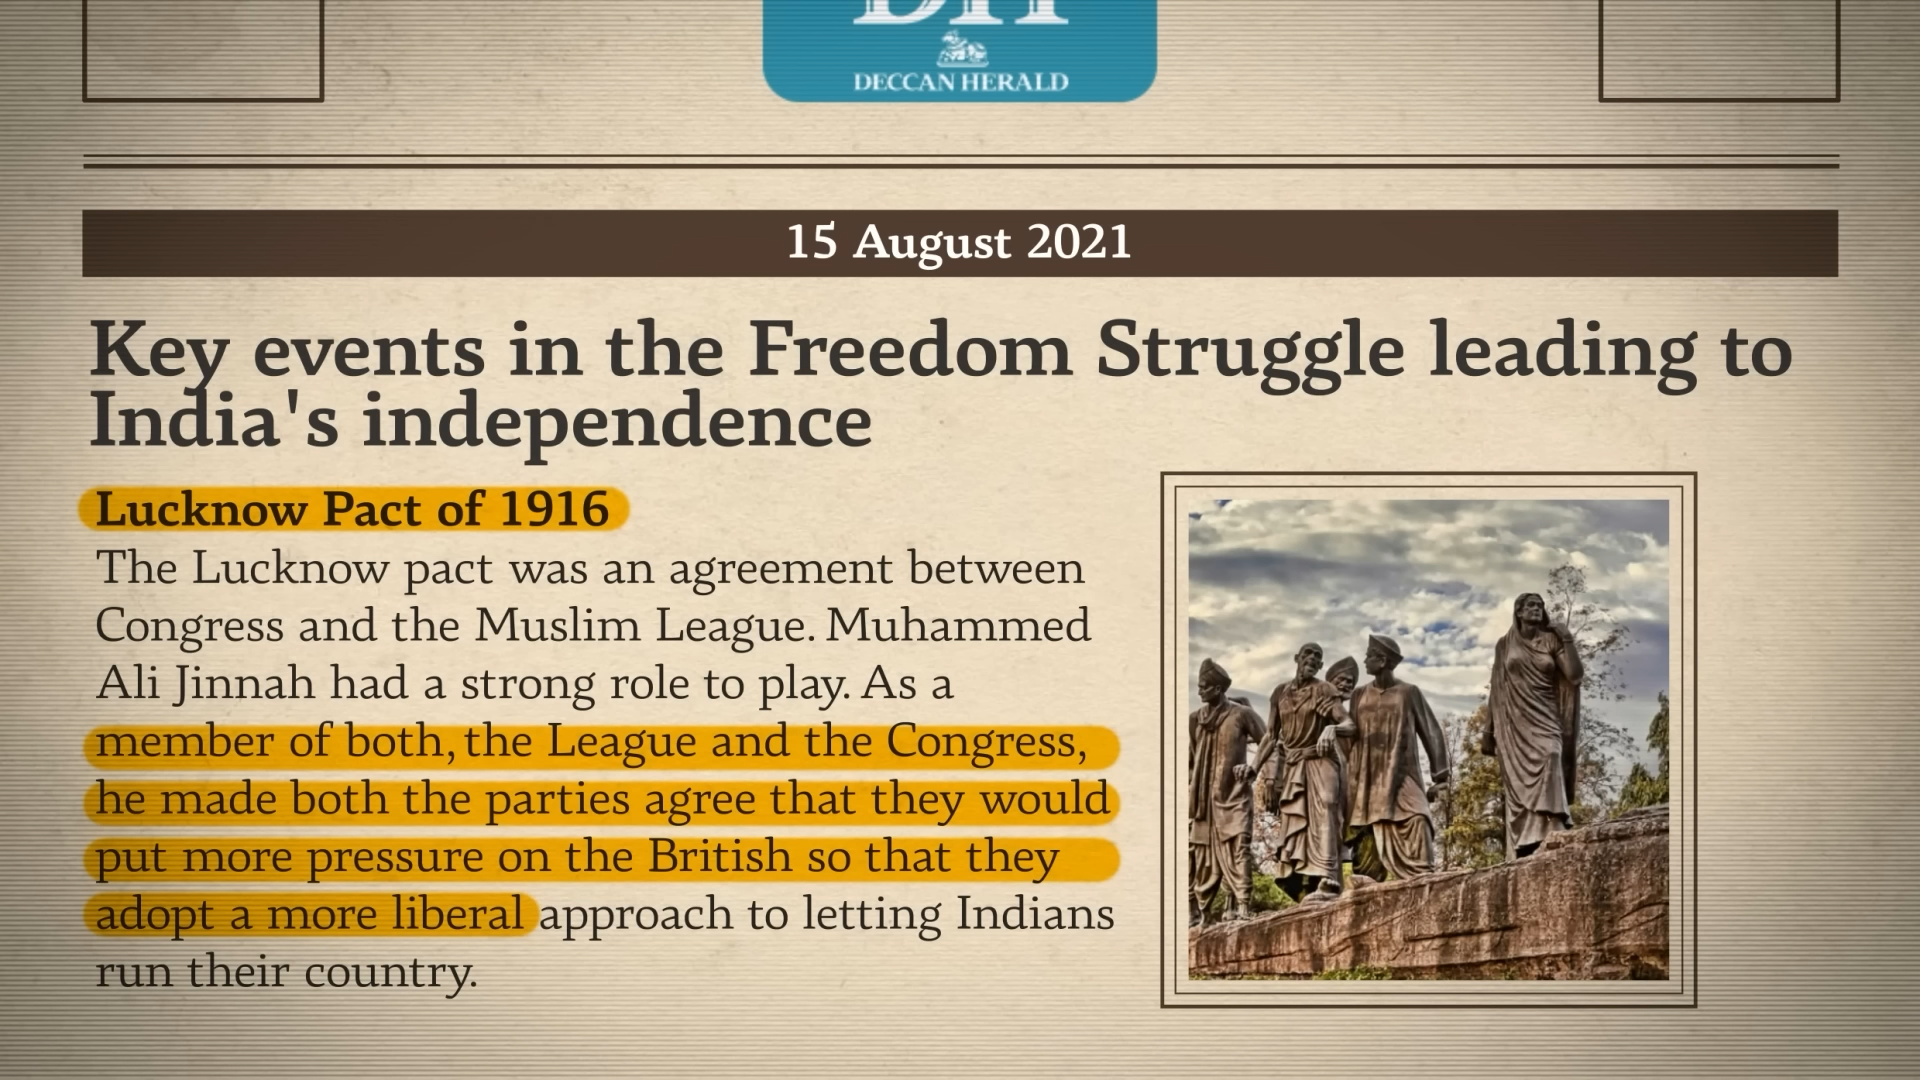 DH
DECCAN HERALD
15 August 2021
Key events in the Freedom Struggle leading to
India's independence
Lucknow Pact of 1916
The Lucknow pact was an agreement between
Congress and the Muslim League. Muhammed
Ali Jinnah had a strong role to play. As a
member of both, the League and the Congress,
he made both the parties agree that they would
put more pressure on the British so that they
adopt a more liberal approach to letting Indians
run their country.